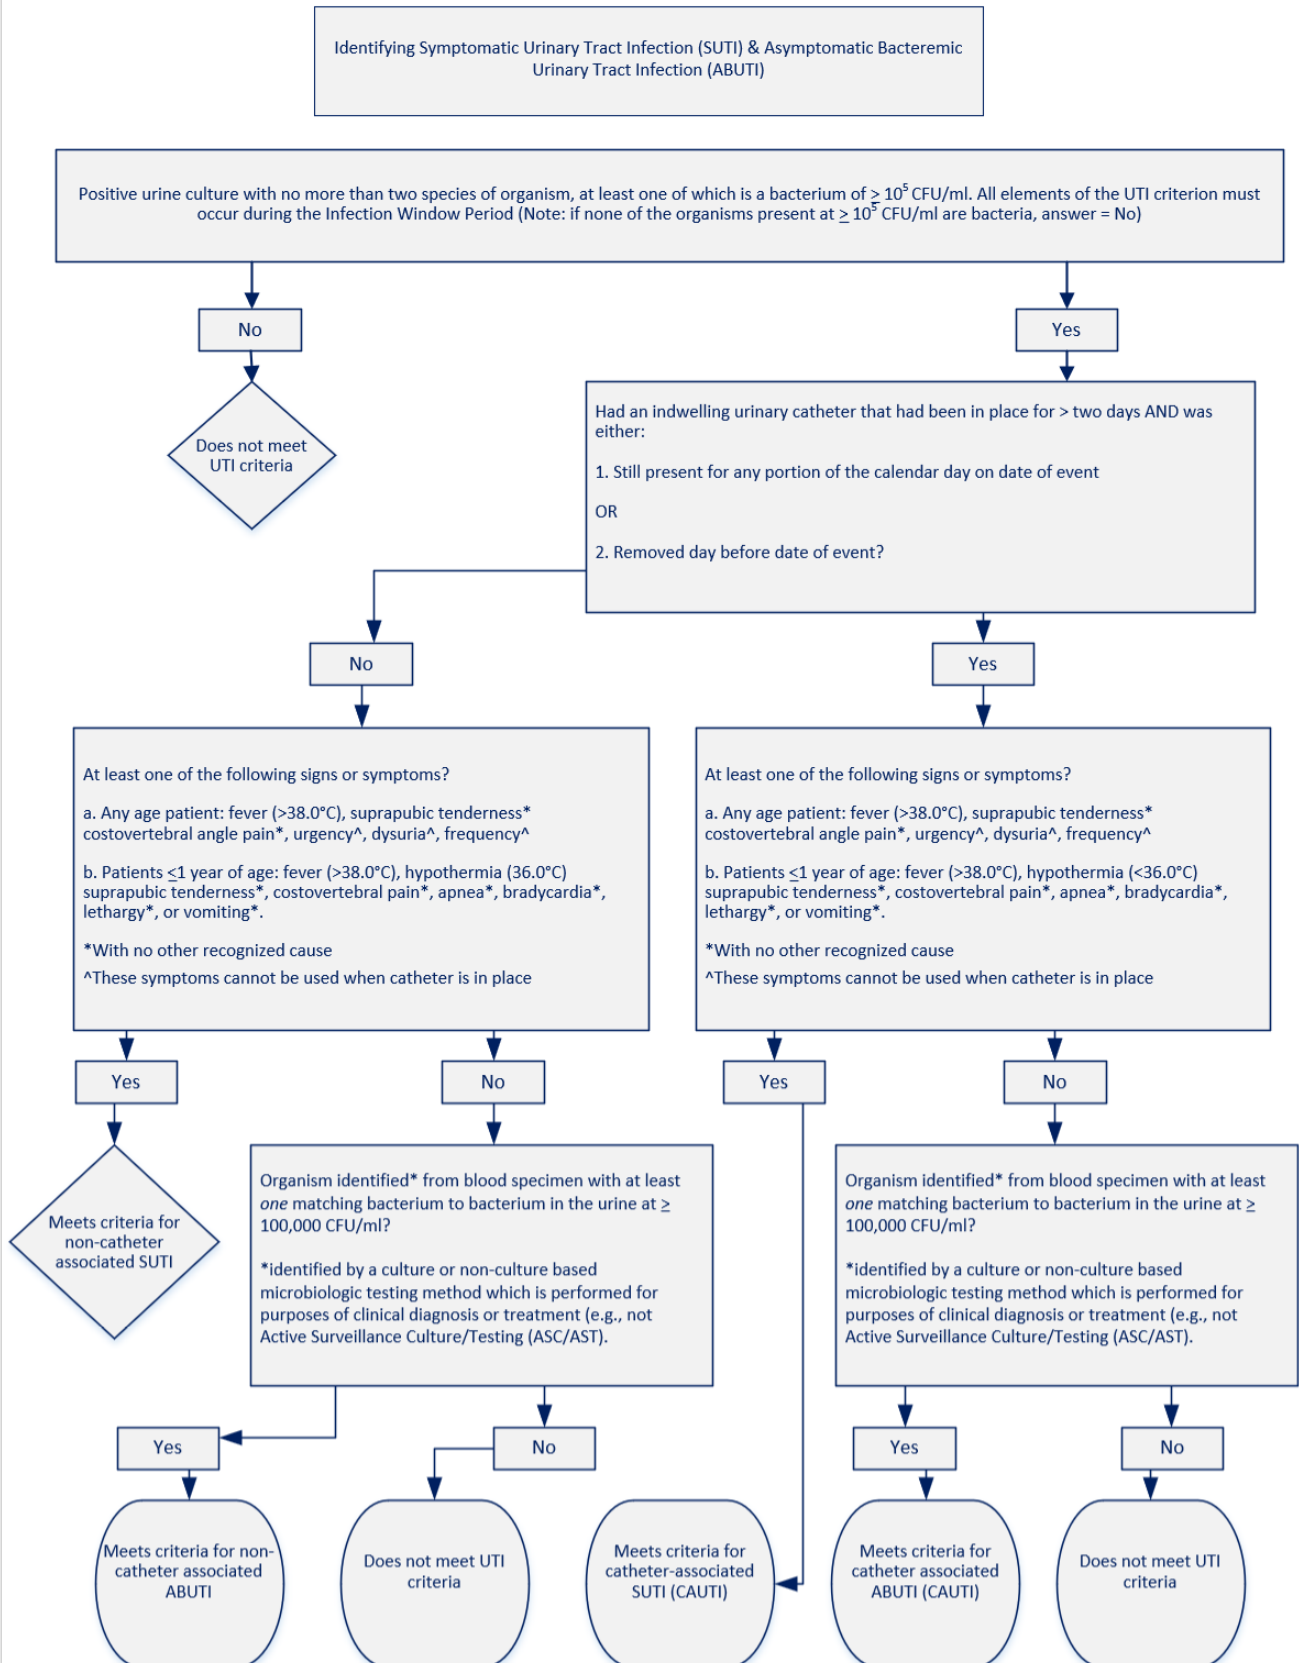 Identifying Symptomatic Urinary Tract Infection (SUTI) & Asymptomatic Bacteremic
Urinary Tract Infection (ABUTI)
Positive urine culture with no more than two species of organism, at least one of which is a bacterium of ≥ 10⁵ CFU/ml. All elements of the UTI criterion must
occur during the Infection Window Period (Note: if none of the organisms present at ≥ 10⁵ CFU/ml are bacteria, answer = No)
No
Yes
Does not meet
UTI criteria
Had an indwelling urinary catheter that had been in place for > two days AND was
either:
1. Still present for any portion of the calendar day on date of event
OR
2. Removed day before date of event?
No
Yes
At least one of the following signs or symptoms?
a. Any age patient: fever (>38.0°C), suprapubic tenderness*
costovertebral angle pain*, urgency^, dysuria^, frequency^
b. Patients ≤1 year of age: fever (>38.0°C), hypothermia (36.0°C)
suprapubic tenderness*, costovertebral pain*, apnea*, bradycardia*,
lethargy*, or vomiting*.
*With no other recognized cause
^These symptoms cannot be used when catheter is in place
At least one of the following signs or symptoms?
a. Any age patient: fever (>38.0°C), suprapubic tenderness*
costovertebral angle pain*, urgency^, dysuria^, frequency^
b. Patients ≤1 year of age: fever (>38.0°C), hypothermia (<36.0°C)
suprapubic tenderness*, costovertebral pain*, apnea*, bradycardia*,
lethargy*, or vomiting*.
*With no other recognized cause
^These symptoms cannot be used when catheter is in place
Yes
No
Yes
No
Meets criteria for
non-catheter
associated SUTI
Organism identified* from blood specimen with at least
one matching bacterium to bacterium in the urine at ≥
100,000 CFU/ml?
*identified by a culture or non-culture based
microbiologic testing method which is performed for
purposes of clinical diagnosis or treatment (e.g., not
Active Surveillance Culture/Testing (ASC/AST).
Organism identified* from blood specimen with at least
one matching bacterium to bacterium in the urine at ≥
100,000 CFU/ml?
*identified by a culture or non-culture based
microbiologic testing method which is performed for
purposes of clinical diagnosis or treatment (e.g., not
Active Surveillance Culture/Testing (ASC/AST).
Yes
No
Yes
No
Meets criteria for non-
catheter associated
ABUTI
Does not meet UTI
criteria
Meets criteria for
catheter-associated
SUTI (CAUTI)
Meets criteria for
catheter associated
ABUTI (CAUTI)
Does not meet UTI
criteria